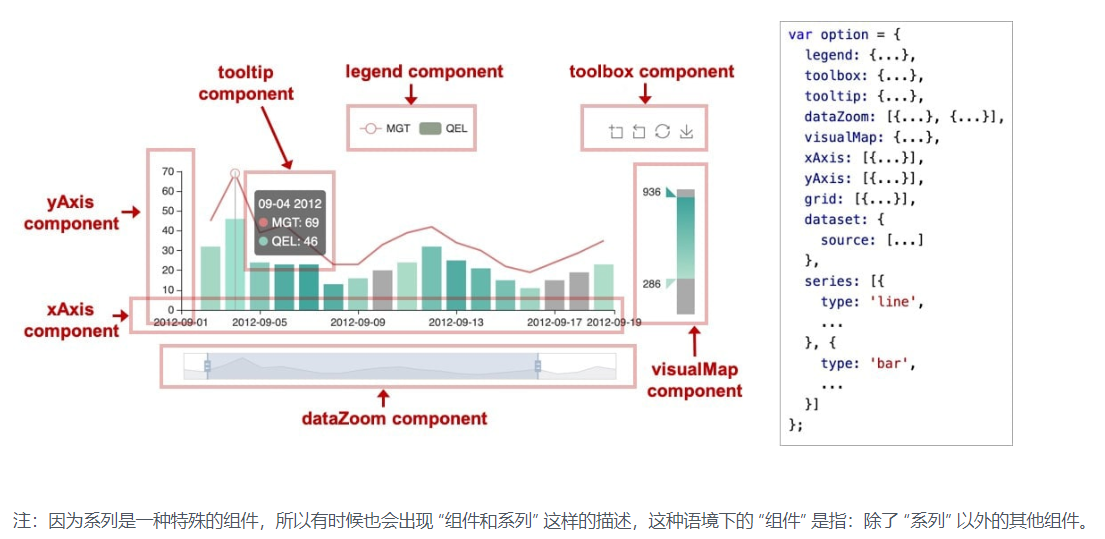 tooltip
component
legend component
toolbox component
MGT
QEL
yAxis
component
70
60
50
40
30
20
10
0
09-04 2012
MGT: 69
QEL: 46
936
286
xAxis
component
2012-09-01
2012-09-05
2012-09-09
2012-09-13
2012-09-17
2012-09-19
visualMap
component
dataZoom component
var option = {
legend: {...},
toolbox: {...},
tooltip: {...},
dataZoom: [{...}, {...}],
visualMap: {...},
xAxis: [{...}],
yAxis: [{...}],
grid: [{...}],
dataset: {
source: [...]
},
series: [{
type: 'line',
...
}, {
type: 'bar',
...
}]
};
注：因为系列是一种特殊的组件，所以有时候也会出现 “组件和系列” 这样的描述，这种语境下的 “组件” 是指：除了 “系列” 以外的其他组件。